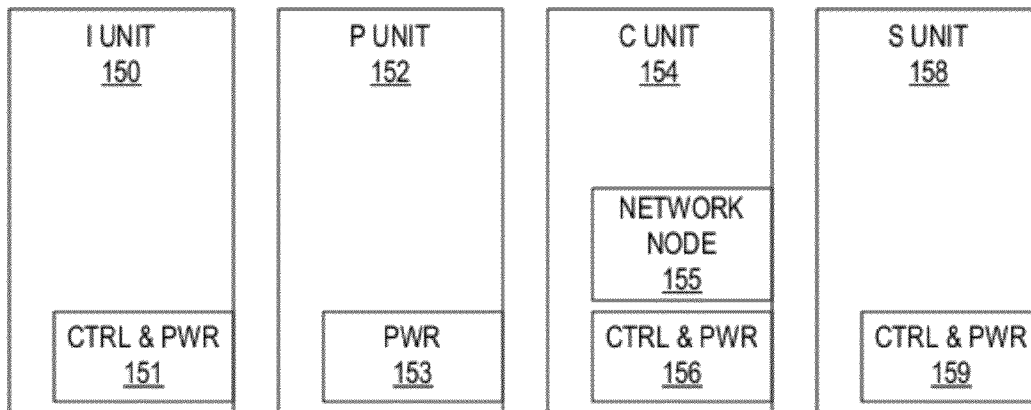 I UNIT
150
P UNIT
152
C UNIT
154
S UNIT
158
NETWORK
NODE
155
CTRL & PWR
151
PWR
153
CTRL & PWR
156
CTRL & PWR
159